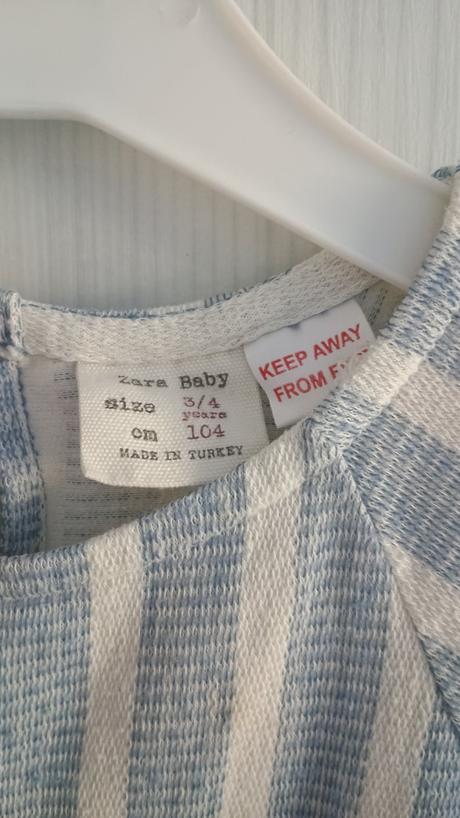 Zara Baby
size 3/4
years
cm 104
MADE IN TURKEY
KEEP AWAY
FROM